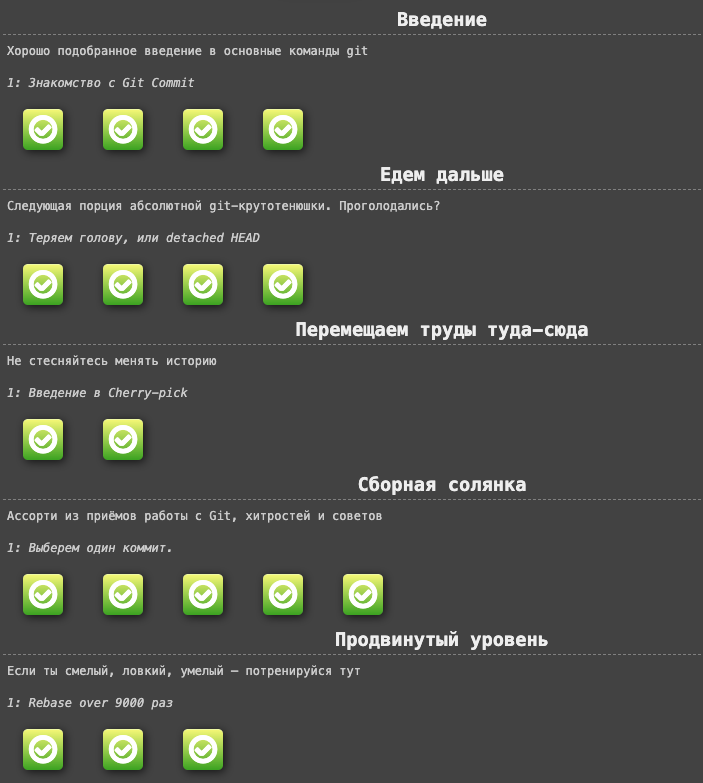 Введение
Хорошо подобранное введение в основные команды git
1: Знакомство с Git Commit
Едем дальше
Следующая порция абсолютной git-крутотенюшки. Проголодались?
1: Теряем голову, или detached HEAD
Перемещаем труды туда-сюда
Не стесняйтесь менять историю
1: Введение в Cherry-pick
Сборная солянка
Ассорти из приёмов работы с Git, хитростей и советов
1: Выберем один коммит.
Продвинутый уровень
Если ты смелый, ловкий, умелый — потренируйся тут
1: Rebase over 9000 раз